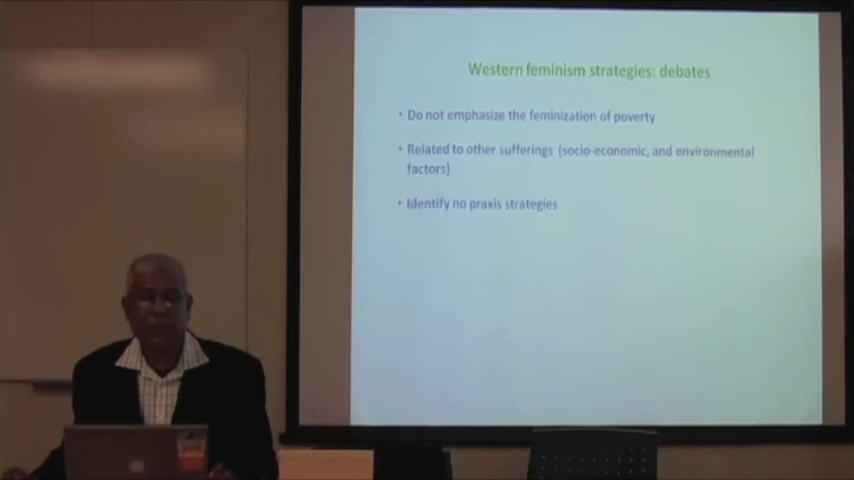 Western feminism strategies: debates
• Do not emphasize the feminization of poverty
• Related to other sufferings (socio-economic, and environmental
factors)
• Identify no praxis strategies